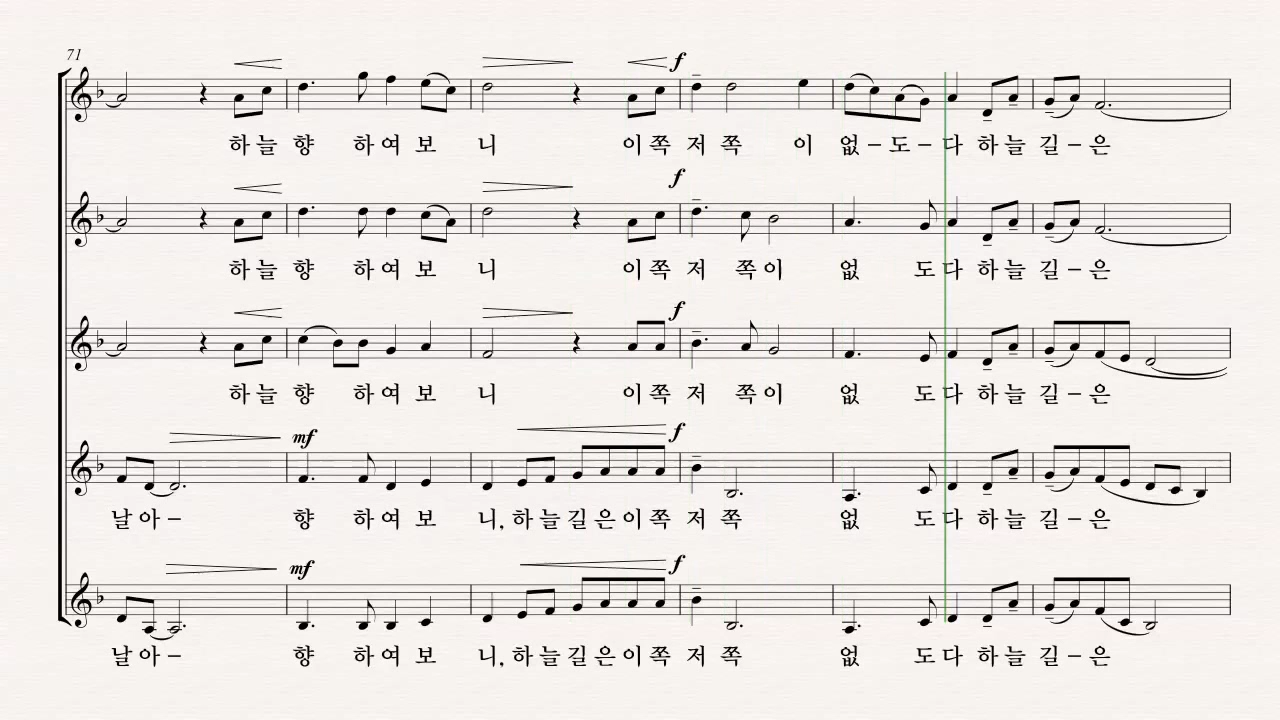 71
f
하늘 향 하여 보 니 이쪽 저 쪽 이 없 – 도 – 다 하늘 길 – 은
f
하늘 향 하여 보 니 이쪽 저 쪽이 없 도다 하늘 길 – 은
f
하늘 향 하여 보 니 이쪽 저 쪽이 없 도다 하늘 길 – 은
mf f
날아 – 향 하여 보 니, 하늘길은이쪽 저 쪽 없 도다 하늘 길 – 은
mf f
날아 – 향 하여 보 니, 하늘길은이쪽 저 쪽 없 도다 하늘 길 – 은